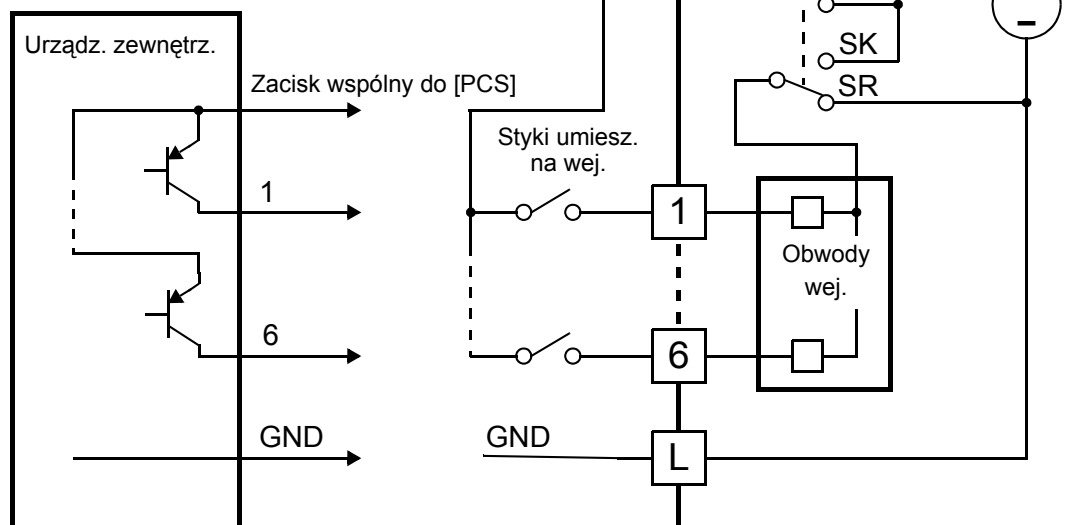 Urządz. zewnętrz.
Zacisk wspólny do [PCS]
1
6
GND
Styki umiesz.
na wej.
GND
1
6
L
SK
SR
Obwody
wej.
–